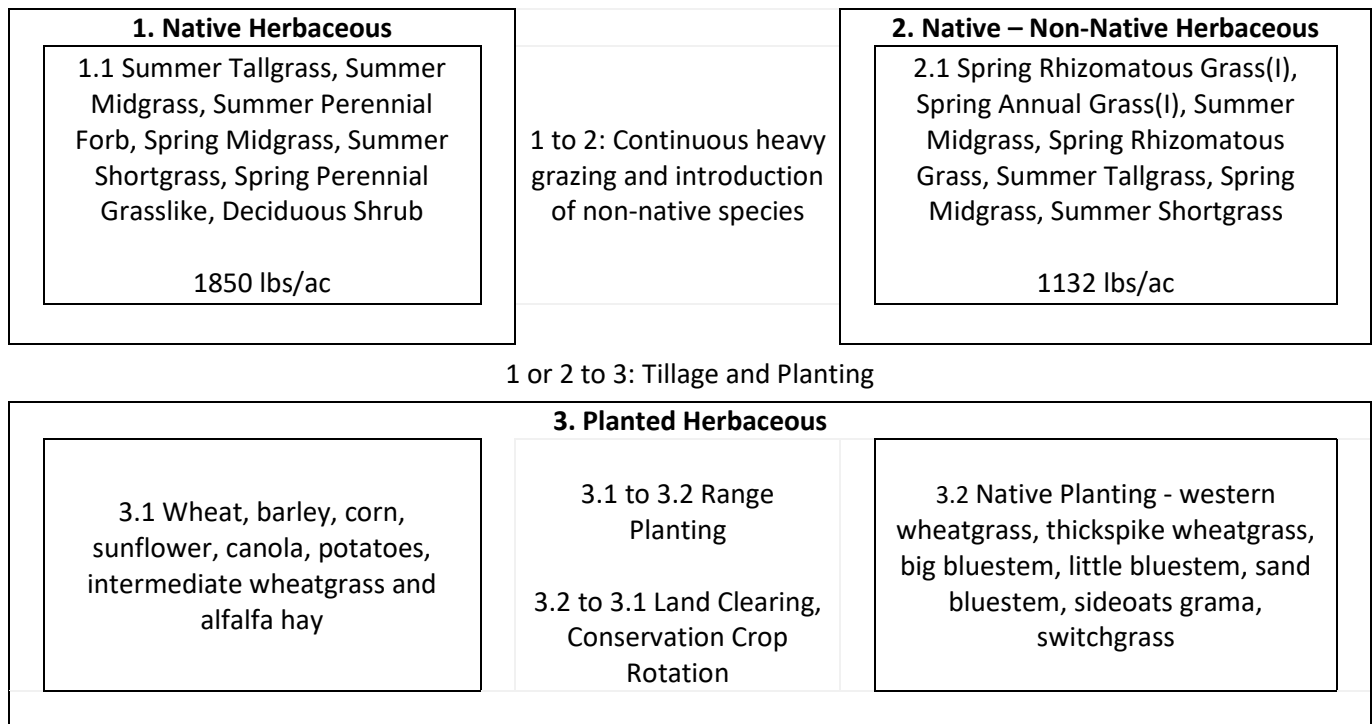 1. Native Herbaceous
1.1 Summer Tallgrass, Summer
Midgrass, Summer Perennial
Forb, Spring Midgrass, Summer
Shortgrass, Spring Perennial
Grasslike, Deciduous Shrub
1850 lbs/ac
1 to 2: Continuous heavy
grazing and introduction
of non-native species
2. Native – Non-Native Herbaceous
2.1 Spring Rhizomatous Grass(I),
Spring Annual Grass(I), Summer
Midgrass, Spring Rhizomatous
Grass, Summer Tallgrass, Spring
Midgrass, Summer Shortgrass
1132 lbs/ac
1 or 2 to 3: Tillage and Planting
3. Planted Herbaceous
3.1 Wheat, barley, corn,
sunflower, canola, potatoes,
intermediate wheatgrass and
alfalfa hay
3.1 to 3.2 Range
Planting
3.2 to 3.1 Land Clearing,
Conservation Crop
Rotation
3.2 Native Planting - western
wheatgrass, thickspike wheatgrass,
big bluestem, little bluestem, sand
bluestem, sideoats grama,
switchgrass